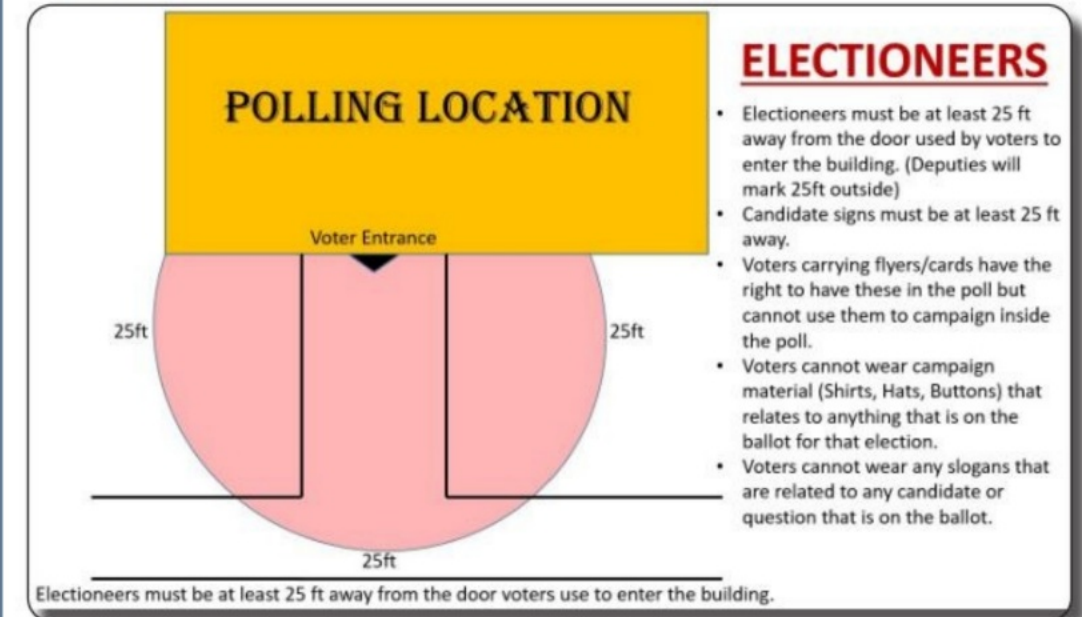 POLLING LOCATION
Voter Entrance
25ft
25ft
25ft
Electioneers must be at least 25 ft away from the door voters use to enter the building.
ELECTIONEERS
• Electioneers must be at least 25 ft
away from the door used by voters to
enter the building. (Deputies will
mark 25ft outside)
• Candidate signs must be at least 25 ft
away.
• Voters carrying flyers/cards have the
right to have these in the poll but
cannot use them to campaign inside
the poll.
• Voters cannot wear campaign
material (Shirts, Hats, Buttons) that
relates to anything that is on the
ballot for that election.
• Voters cannot wear any slogans that
are related to any candidate or
question that is on the ballot.